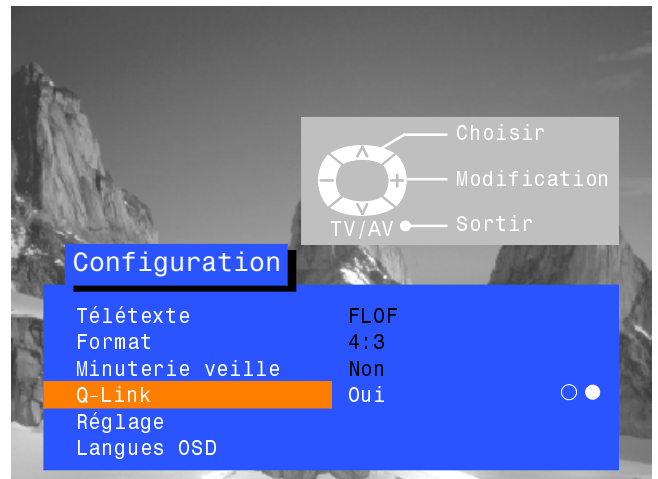 Choisir
Modification
TV/AV Sortir
Configuration
Télétexte FLOF
Format 4:3
Minuterie veille Non
Q-Link Oui
Réglage
Langues OSD